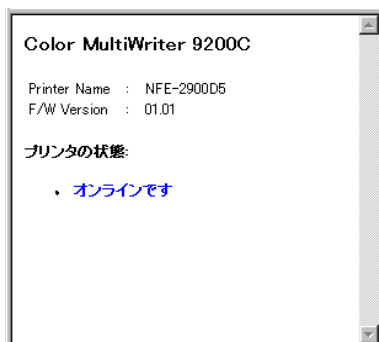 Color MultiWriter 9200C
Printer Name : NFE-2900D5
F/W Version : 01.01
プリンタの状態:
・ オンラインです